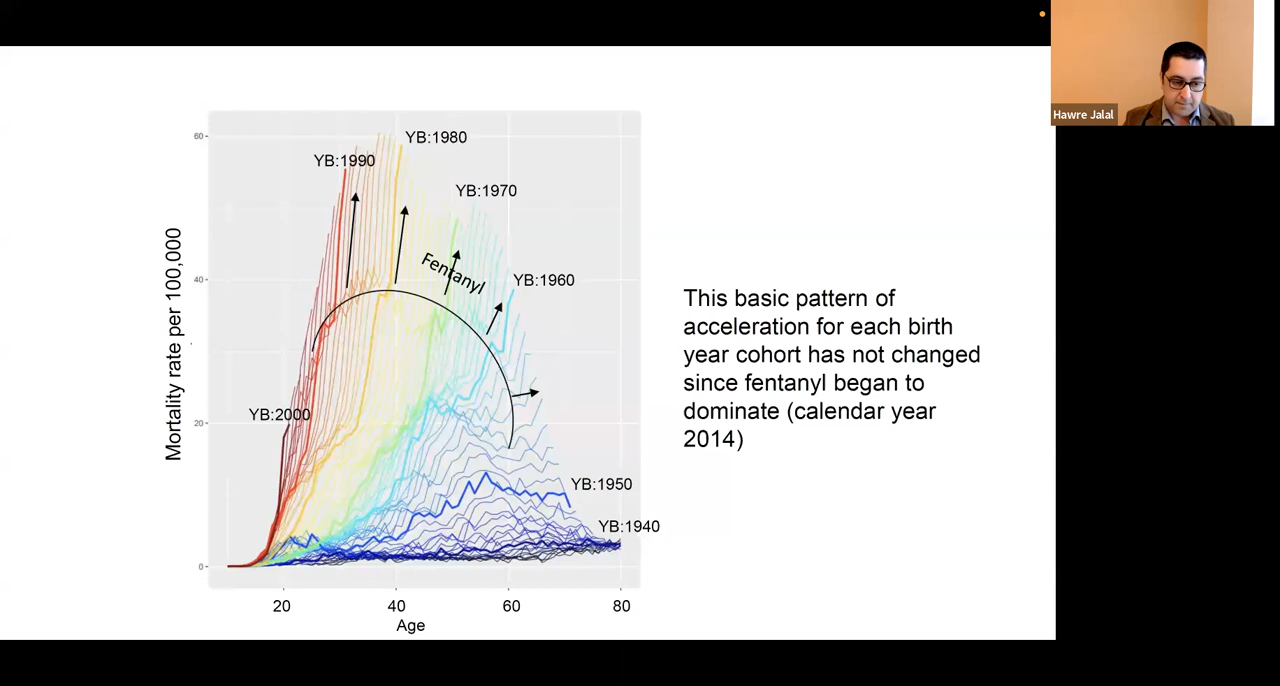 Hawre Jalal
60
YB:1980
YB:1990
YB:1970
Mortality rate per 100,000
Fentanyl
40
YB:1960
This basic pattern of
acceleration for each birth
year cohort has not changed
since fentanyl began to
dominate (calendar year
2014)
YB:2000
20
YB:1950
YB:1940
0
20 40 60 80
Age